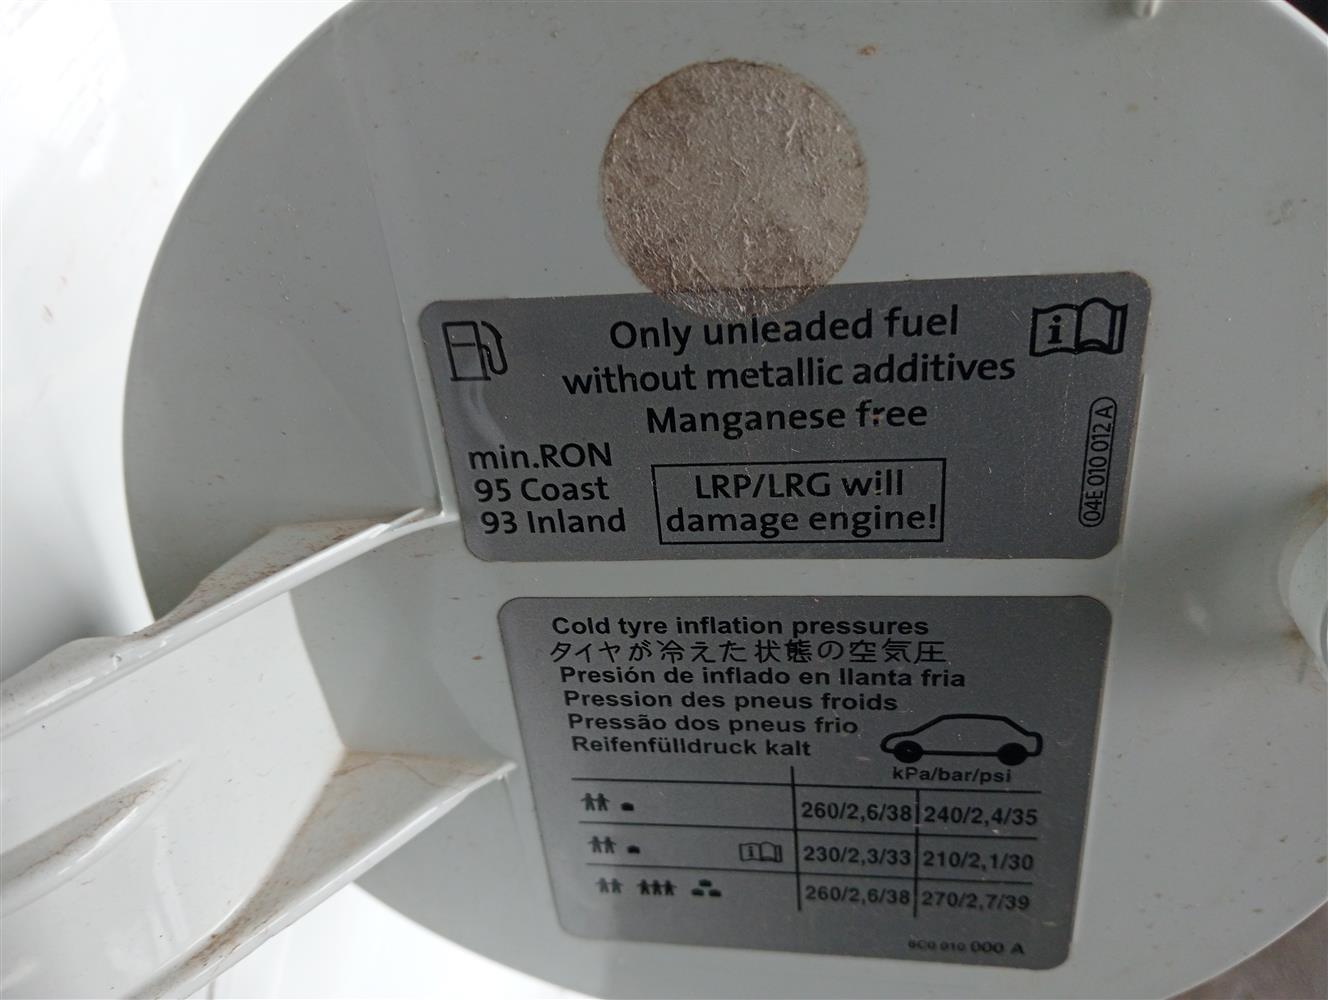 Only unleaded fuel
without metallic additives
Manganese free
min.RON
95 Coast
93 Inland
LRP/LRG will
damage engine!
04E 010 012 A
Cold tyre inflation pressures
タイヤが冷えた状態の空気圧
Presión de inflado en llanta fria
Pression des pneus froids
Pressão dos pneus frio
Reifenfülldruck kalt
kPa/bar/psi
260/2,6/38 240/2,4/35
230/2,3/33 210/2,1/30
260/2,6/38 270/2,7/39
6C0 010 000 A